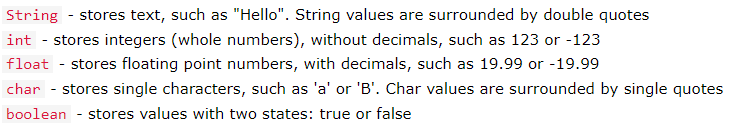 String - stores text, such as "Hello". String values are surrounded by double quotes
int - stores integers (whole numbers), without decimals, such as 123 or -123
float - stores floating point numbers, with decimals, such as 19.99 or -19.99
char - stores single characters, such as 'a' or 'B'. Char values are surrounded by single quotes
boolean - stores values with two states: true or false